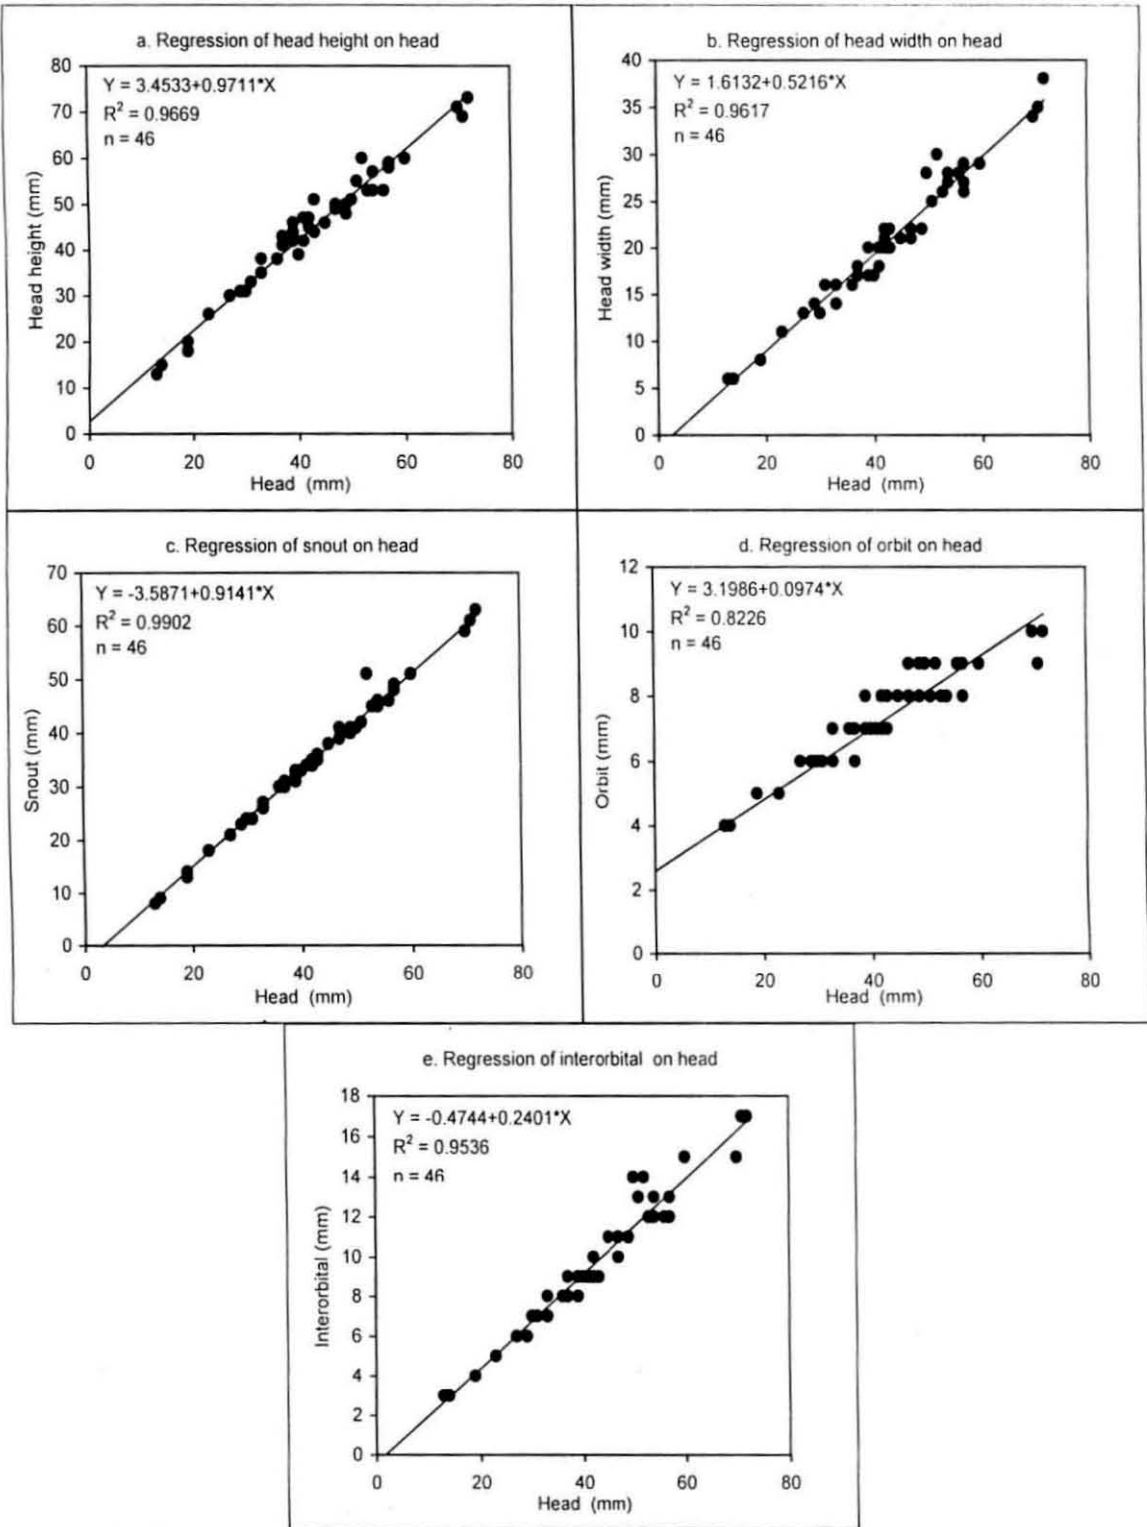 a. Regression of head height on head
Y = 3.4533+0.9711*X
R² = 0.9669
n = 46
Head height (mm)
80
70
60
50
40
30
20
10
0
0 20 40 60 80
Head (mm)
b. Regression of head width on head
Y = 1.6132+0.5216*X
R² = 0.9617
n = 46
Head width (mm)
40
35
30
25
20
15
10
5
0
0 20 40 60 80
Head (mm)
c. Regression of snout on head
Y = -3.5871+0.9141*X
R² = 0.9902
n = 46
Snout (mm)
70
60
50
40
30
20
10
0
0 20 40 60 80
Head (mm)
d. Regression of orbit on head
Y = 3.1986+0.0974*X
R² = 0.8226
n = 46
Orbit (mm)
12
10
8
6
4
2
0
0 20 40 60 80
Head (mm)
e. Regression of interorbital on head
Y = -0.4744+0.2401*X
R² = 0.9536
n = 46
Interorbital (mm)
18
16
14
12
10
8
6
4
2
0
0 20 40 60 80
Head (mm)